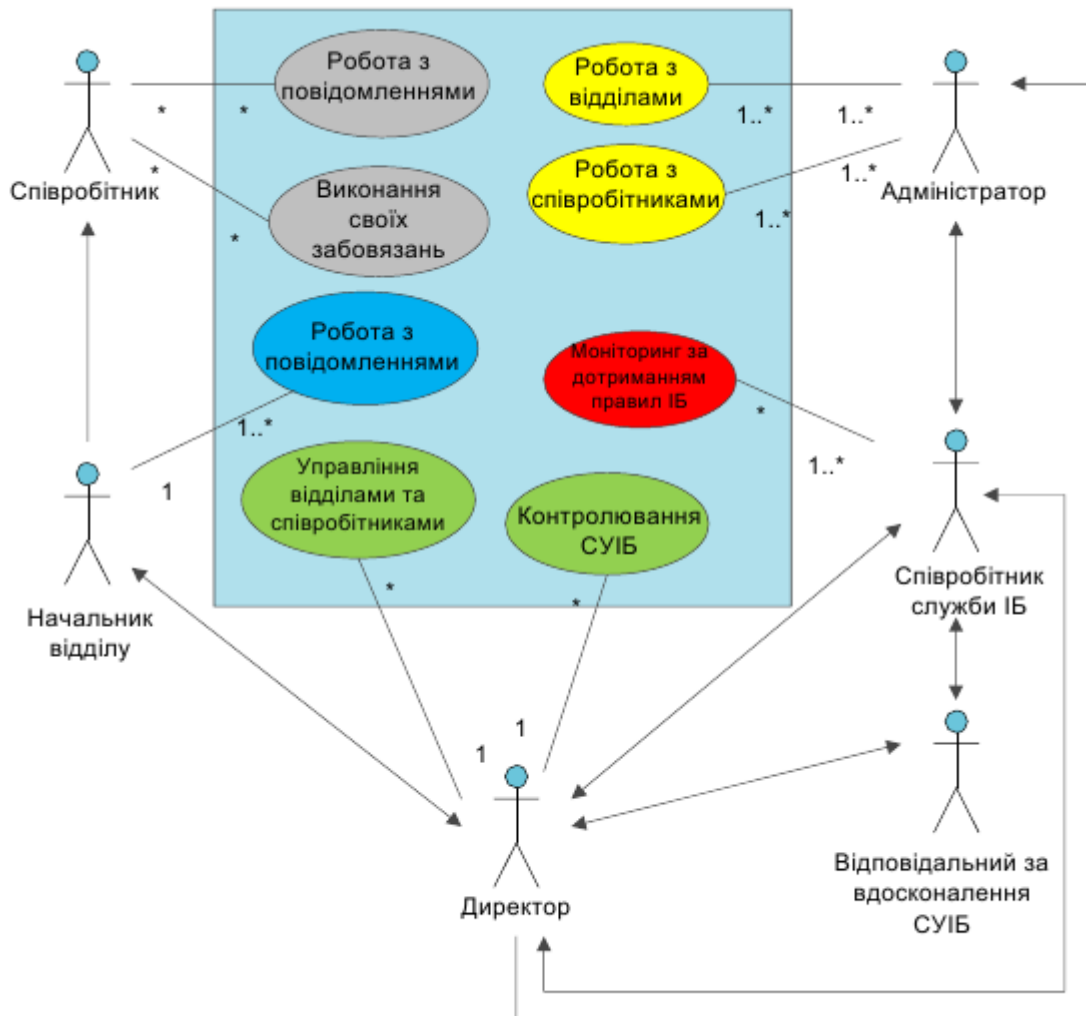 Робота з
повідомленнями
Робота з
відділами
*
*
1..*
1..*
Співробітник
*
Виконання
своїх
забовязань
*
Робота з
співробітниками
1..*
1..*
Адміністратор
Робота з
повідомленнями
1..*
1
Моніторинг за
дотриманням
правил ІБ
*
1..*
Управління
відділами та
співробітниками
*
Контролювання
СУІБ
*
Начальник
відділу
Співробітник
служби ІБ
1
1
Директор
Відповідальний за
вдосконалення
СУІБ